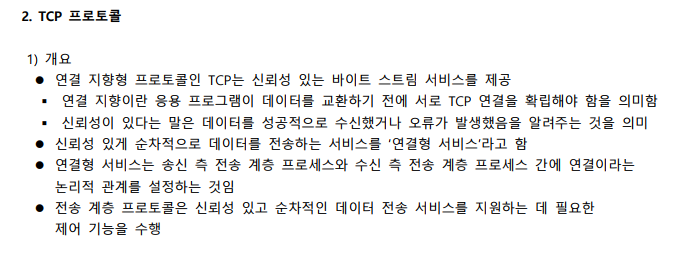 2. TCP 프로토콜
1) 개요
● 연결 지향형 프로토콜인 TCP는 신뢰성 있는 바이트 스트림 서비스를 제공
▪ 연결 지향이란 응용 프로그램이 데이터를 교환하기 전에 서로 TCP 연결을 확립해야 함을 의미함
▪ 신뢰성이 있다는 말은 데이터를 성공적으로 수신했거나 오류가 발생했음을 알려주는 것을 의미
● 신뢰성 있게 순차적으로 데이터를 전송하는 서비스를 ‘연결형 서비스’라고 함
● 연결형 서비스는 송신 측 전송 계층 프로세스와 수신 측 전송 계층 프로세스 간에 연결이라는
논리적 관계를 설정하는 것임
● 전송 계층 프로토콜은 신뢰성 있고 순차적인 데이터 전송 서비스를 지원하는 데 필요한
제어 기능을 수행